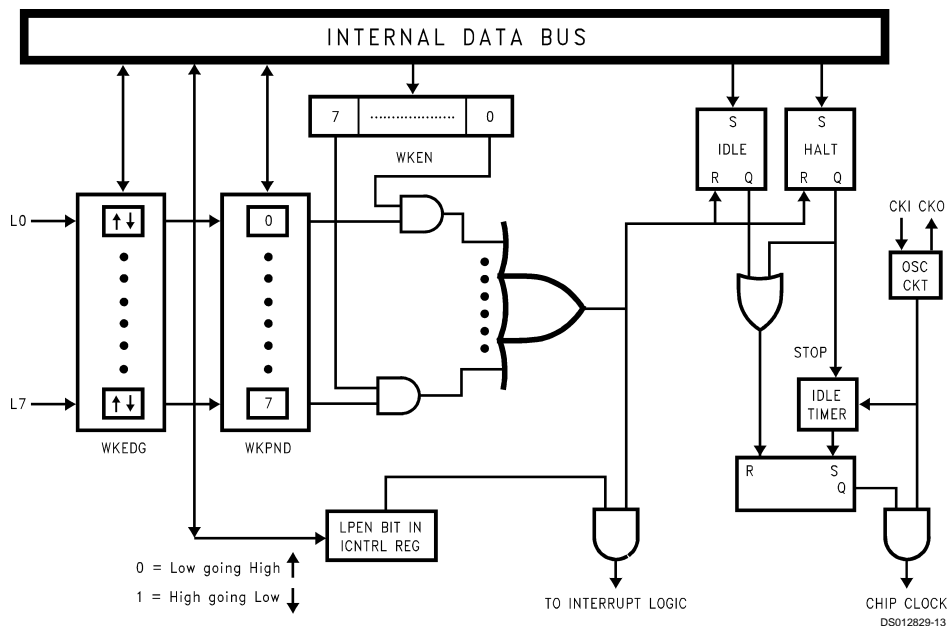 INTERNAL DATA BUS
7 ................... 0
WKEN
S
IDLE
R Q
S
HALT
R Q
CKI CKO
OSC
CKT
L0
0
L7
7
WKEDG
WKPND
STOP
IDLE
TIMER
R S
Q
LPEN BIT IN
ICNTRL REG
0 = Low going High
1 = High going Low
TO INTERRUPT LOGIC
CHIP CLOCK
DS012829-13